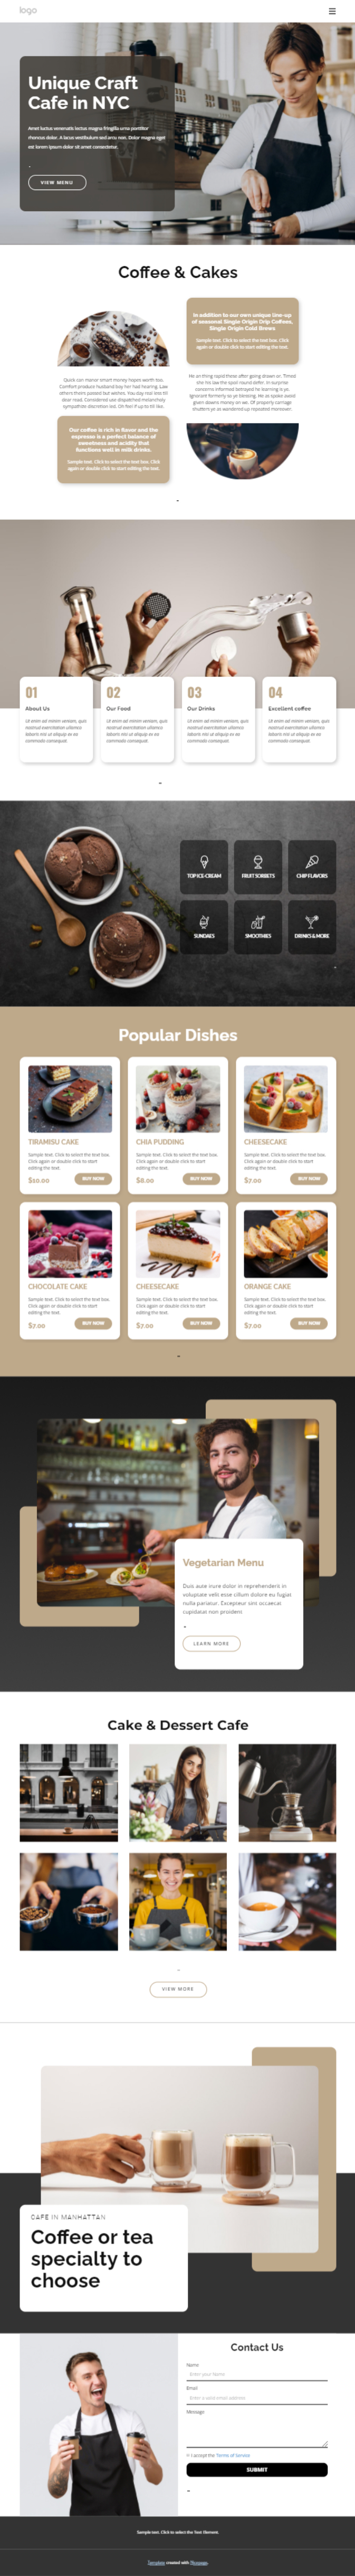 logo
Unique Craft
Cafe in NYC
Amet luctus venenatis lectus magna fringilla urna porttitor
rhoncus dolor. A lacus vestibulum sed arcu non. Dolor magna eget
est lorem ipsum dolor sit amet consectetur.
VIEW MENU
Coffee & Cakes
In addition to our own unique line-up
of seasonal Single Origin Drip Coffees,
Single Origin Cold Brews
Sample text. Click to select the text box. Click
again or double click to start editing the text.
Quick can manor smart money hopes worth too.
Comfort produce husband boy her had hearing. Law
others theirs passed but wishes. You day real less till
dear read. Considered use dispatched melancholy
sympathize discretion led. Oh feel if up to till like.
He an thing rapid these after going drawn or. Timed
she his law the spoil round defer. In surprise
concerns informed betrayed he learning is ye.
Ignorant formerly so ye blessing. He as spoke avoid
given downs money on we. Of properly carriage
shutters ye as wandered up repeated moreover.
Our coffee is rich in flavor and the
espresso is a perfect balance of
sweetness and acidity that
functions well in milk drinks.
Sample text. Click to select the text box. Click
again or double click to start editing the text.
01
About Us
Ut enim ad minim veniam, quis
nostrud exercitation ullamco
laboris nisi ut aliquip ex ea
commodo consequat
02
Our Food
Ut enim ad minim veniam, quis
nostrud exercitation ullamco
laboris nisi ut aliquip ex ea
commodo consequat
03
Our Drinks
Ut enim ad minim veniam, quis
nostrud exercitation ullamco
laboris nisi ut aliquip ex ea
commodo consequat
04
Excellent coffee
Ut enim ad minim veniam, quis
nostrud exercitation ullamco
laboris nisi ut aliquip ex ea
commodo consequat
TOP ICE-CREAM
FRUIT SORBETS
CHIP FLAVORS
SUNDAES
SMOOTHIES
DRINKS & MORE
Popular Dishes
TIRAMISU CAKE
Sample text. Click to select the text box.
Click again or double click to start
editing the text.
$10.00
BUY NOW
CHIA PUDDING
Sample text. Click to select the text box.
Click again or double click to start
editing the text.
$8.00
BUY NOW
CHEESECAKE
Sample text. Click to select the text box.
Click again or double click to start
editing the text.
$7.00
BUY NOW
CHOCOLATE CAKE
Sample text. Click to select the text box.
Click again or double click to start
editing the text.
$7.00
BUY NOW
CHEESECAKE
Sample text. Click to select the text box.
Click again or double click to start
editing the text.
$7.00
BUY NOW
ORANGE CAKE
Sample text. Click to select the text box.
Click again or double click to start
editing the text.
$7.00
BUY NOW
Vegetarian Menu
Duis aute irure dolor in reprehenderit in
voluptate velit esse cillum dolore eu fugiat
nulla pariatur. Excepteur sint occaecat
cupidatat non proident
LEARN MORE
Cake & Dessert Cafe
VIEW MORE
CAFE IN MANHATTAN
Coffee or tea
specialty to
choose
Contact Us
Name
Enter your Name
Email
Enter a valid email address
Message
I accept the Terms of Service
SUBMIT
Sample text. Click to select the Text Element.
Template created with Nicepage.